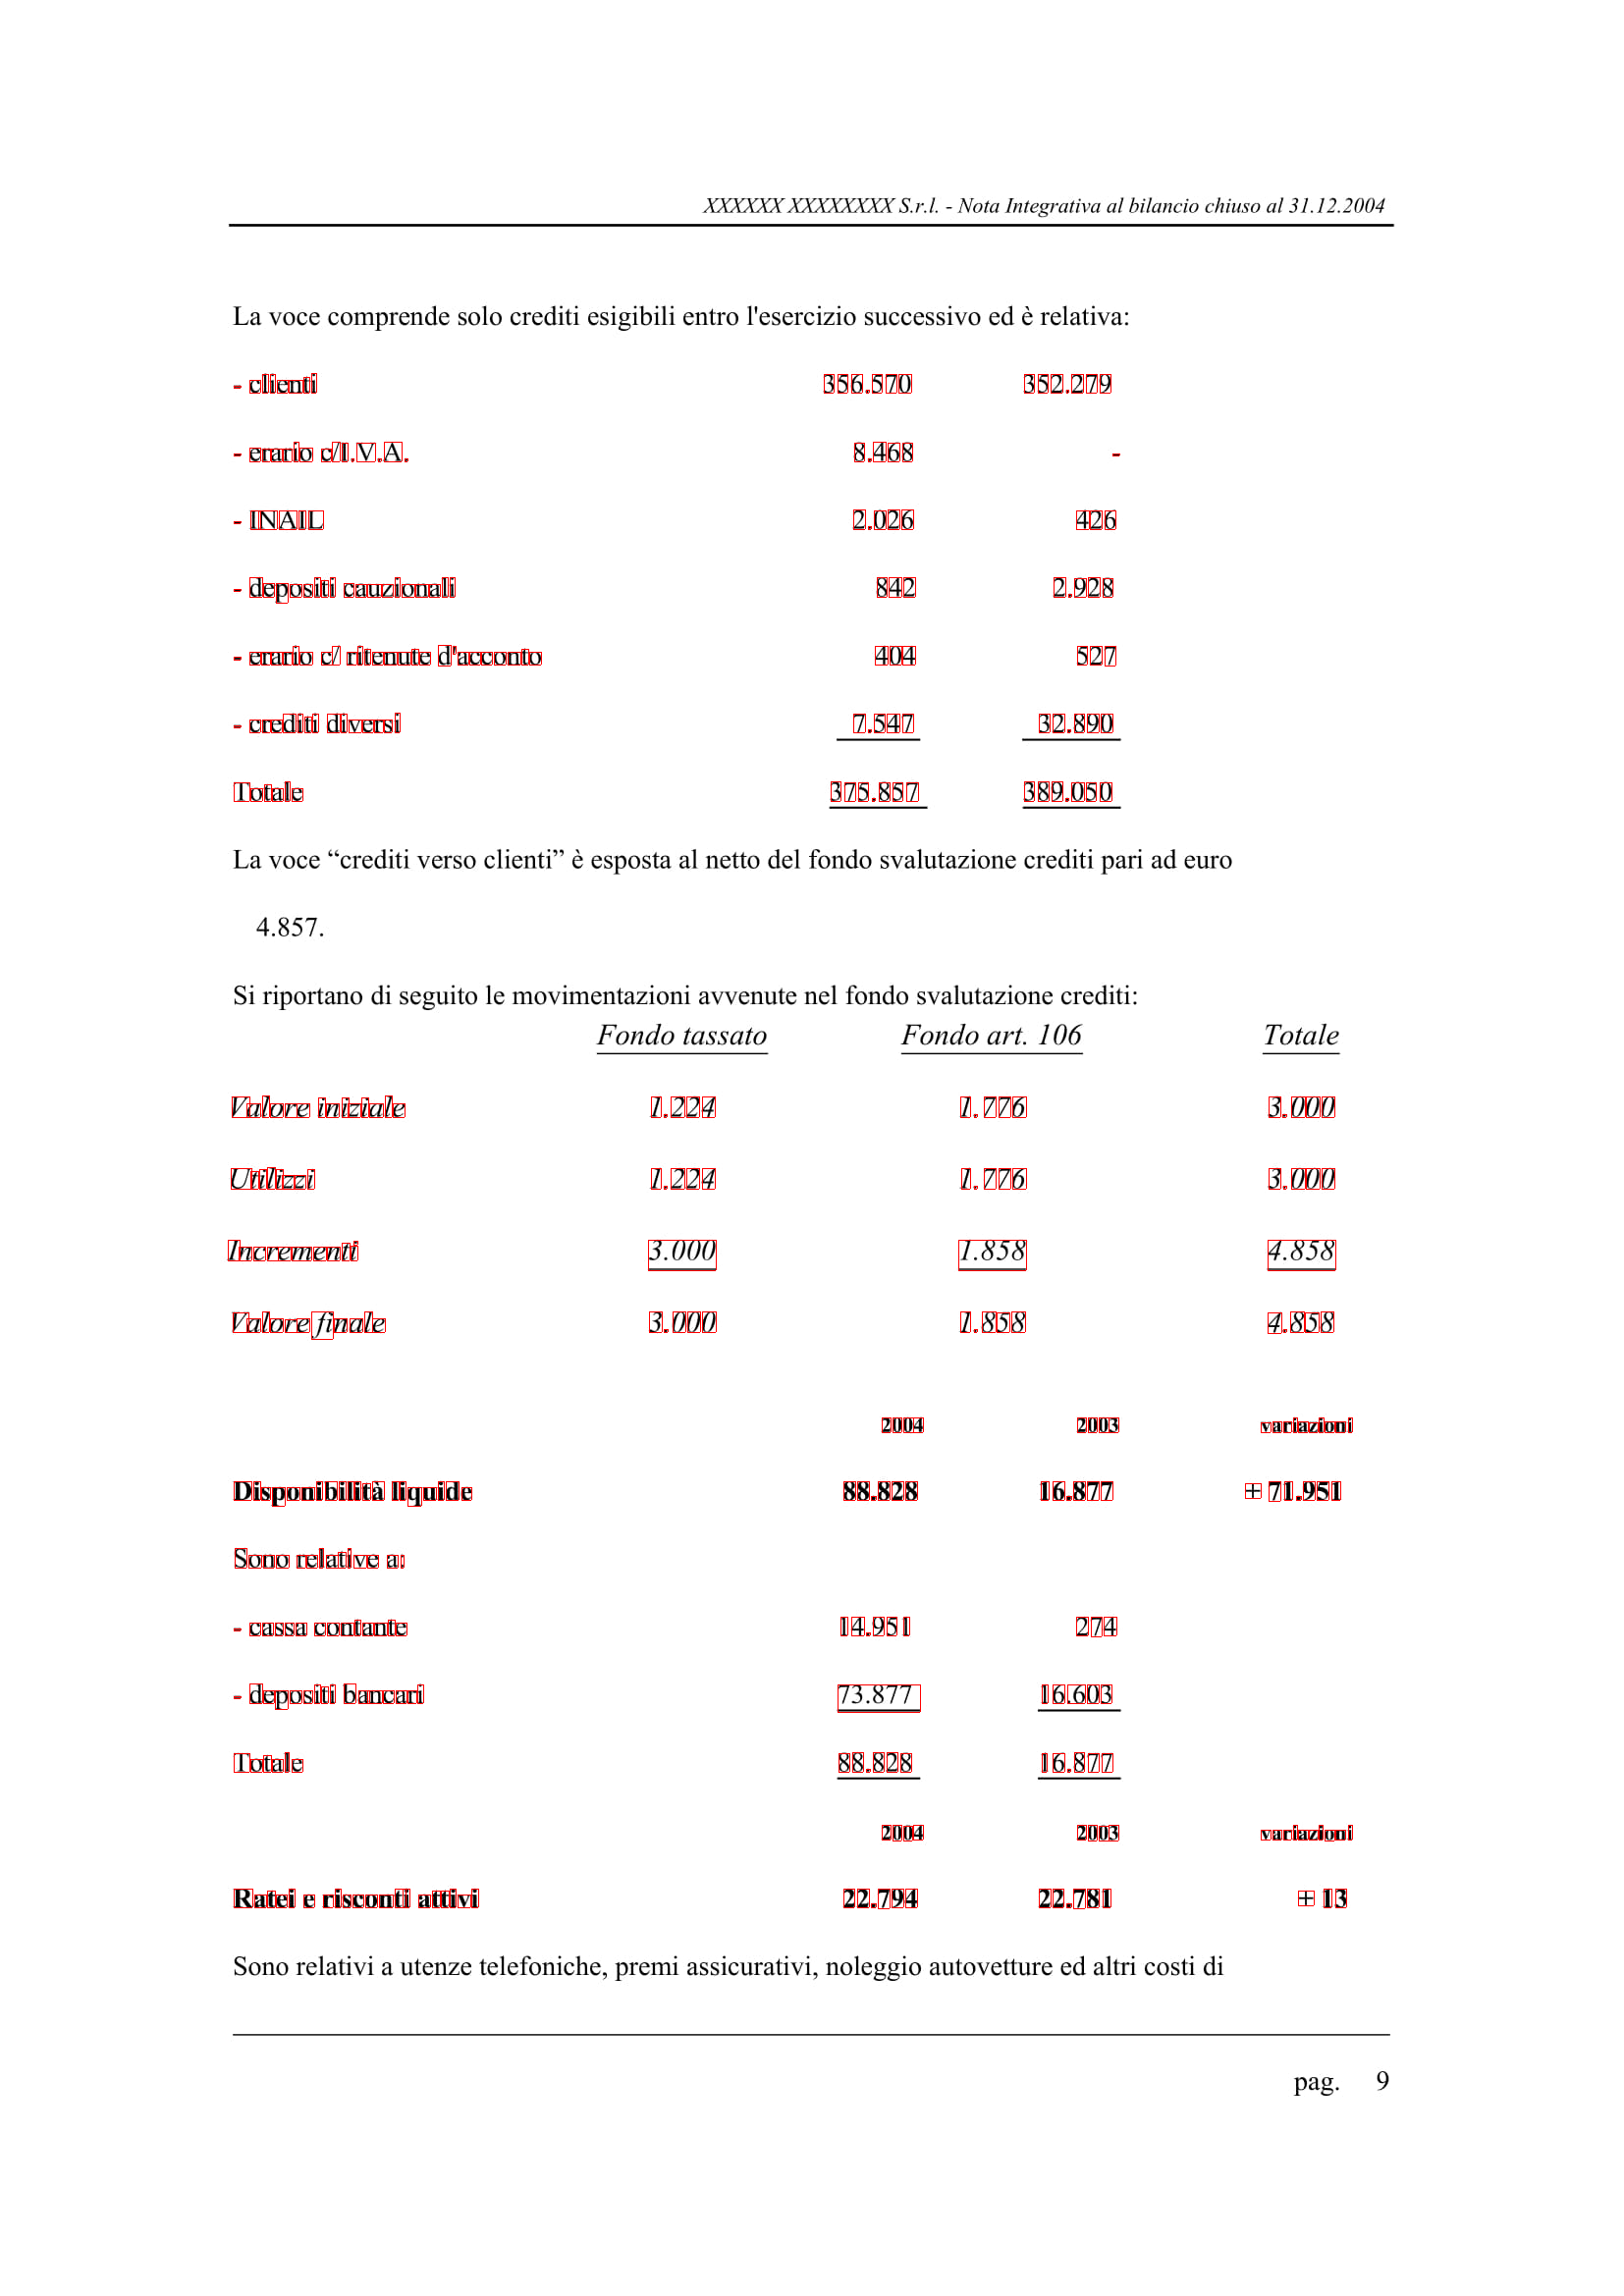 XXXXXX XXXXXXXX S.r.l. - Nota Integrativa al bilancio chiuso al 31.12.2004
La voce comprende solo crediti esigibili entro l'esercizio successivo ed è relativa:
- clienti 356.570 352.279
- erario c/I.V.A. 8.468 -
- INAIL 2.026 426
- depositi cauzionali 842 2.928
- erario c/ ritenute d'acconto 404 527
- crediti diversi 7.547 32.890
Totale 375.857 389.050
La voce “crediti verso clienti” è esposta al netto del fondo svalutazione crediti pari ad euro
4.857.
Si riportano di seguito le movimentazioni avvenute nel fondo svalutazione crediti:
Fondo tassato Fondo art. 106 Totale
Valore iniziale 1.224 1.776 3.000
Utilizzi 1.224 1.776 3.000
Incrementi 3.000 1.858 4.858
Valore finale 3.000 1.858 4.858
2004 2003 variazioni
Disponibilità liquide 88.828 16.877 + 71.951
Sono relative a:
- cassa contante 14.951 274
- depositi bancari 73.877 16.603
Totale 88.828 16.877
2004 2003 variazioni
Ratei e risconti attivi 22.794 22.781 + 13
Sono relativi a utenze telefoniche, premi assicurativi, noleggio autovetture ed altri costi di
pag. 9